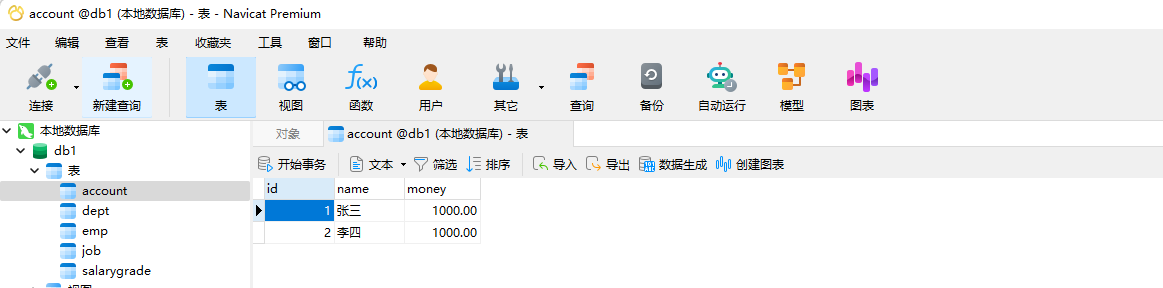 account @db1 (本地数据库) - 表 - Navicat Premium
文件 编辑 查看 表 收藏夹 工具 窗口 帮助
连接 新建查询 表 视图 f(x) 函数 用户 其它 查询 备份 自动运行 模型 图表
本地数据库
db1
表
account
dept
emp
job
salarygrade
对象 account @db1 (本地数据库) - 表
开始事务 文本 筛选 排序 导入 导出 数据生成 创建图表
id name money
1 张三 1000.00
2 李四 1000.00